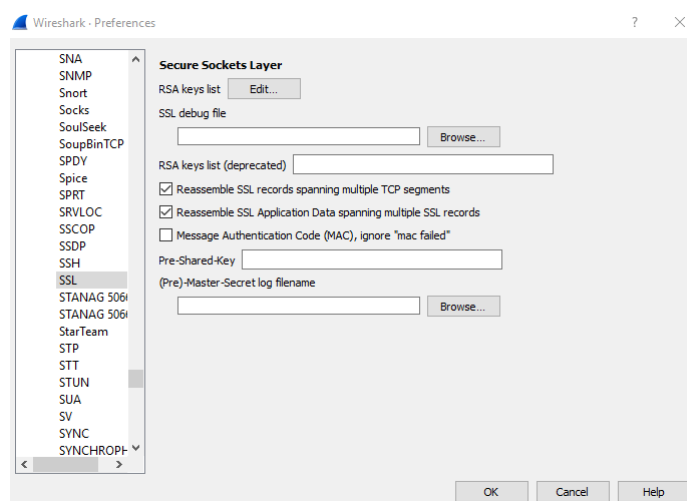 Wireshark · Preferences
SNA
SNMP
Snort
Socks
SoulSeek
SoupBinTCP
SPDY
Spice
SPRT
SRVLOC
SSCOP
SSDP
SSH
SSL
STANAG 506
STANAG 506
StarTeam
STP
STT
STUN
SUA
SV
SYNC
SYNCHROPH
Secure Sockets Layer
RSA keys list Edit...
SSL debug file
Browse...
RSA keys list (deprecated)
Reassemble SSL records spanning multiple TCP segments
Reassemble SSL Application Data spanning multiple SSL records
Message Authentication Code (MAC), ignore "mac failed"
Pre-Shared-Key
(Pre)-Master-Secret log filename
Browse...
OK Cancel Help